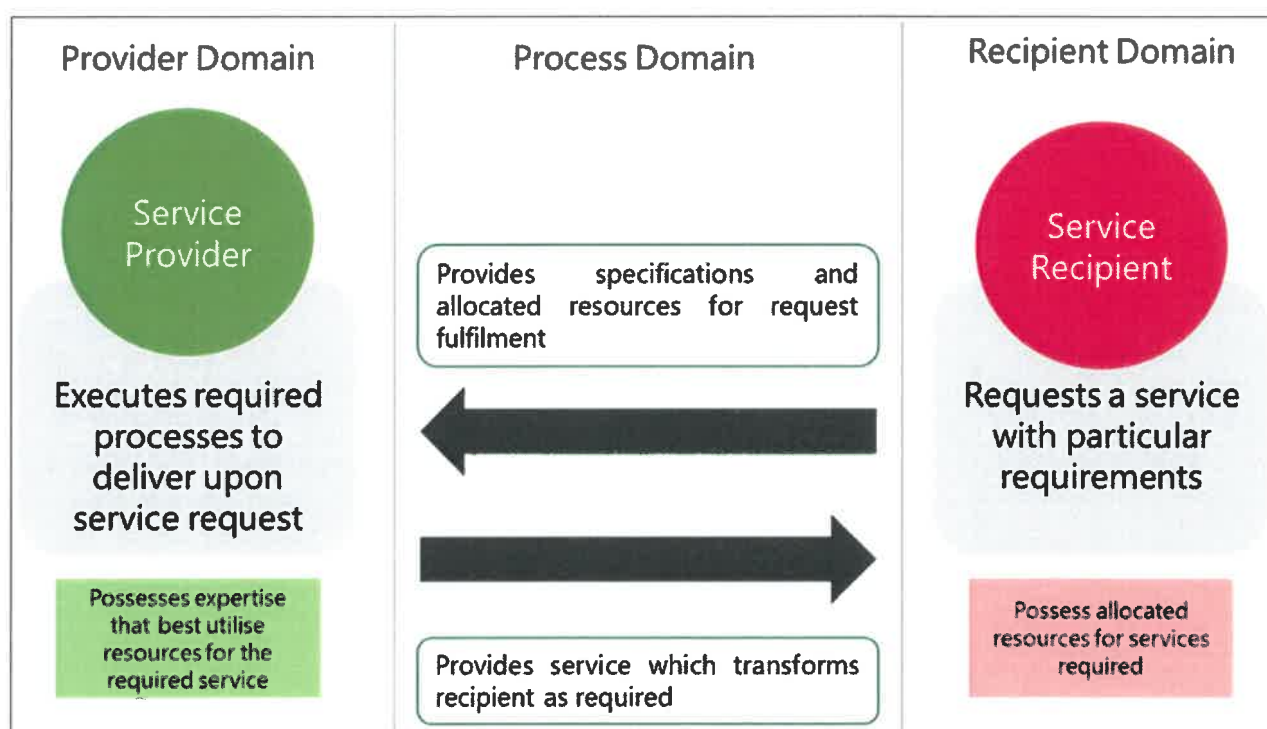 Provider Domain
Service
Provider
Executes required
processes to
deliver upon
service request
Possesses expertise
that best utilise
resources for the
required service
Process Domain
Provides specifications and
allocated resources for request
fulfilment
Provides service which transforms
recipient as required
Recipient Domain
Service
Recipient
Requests a service
with particular
requirements
Possess allocated
resources for services
required